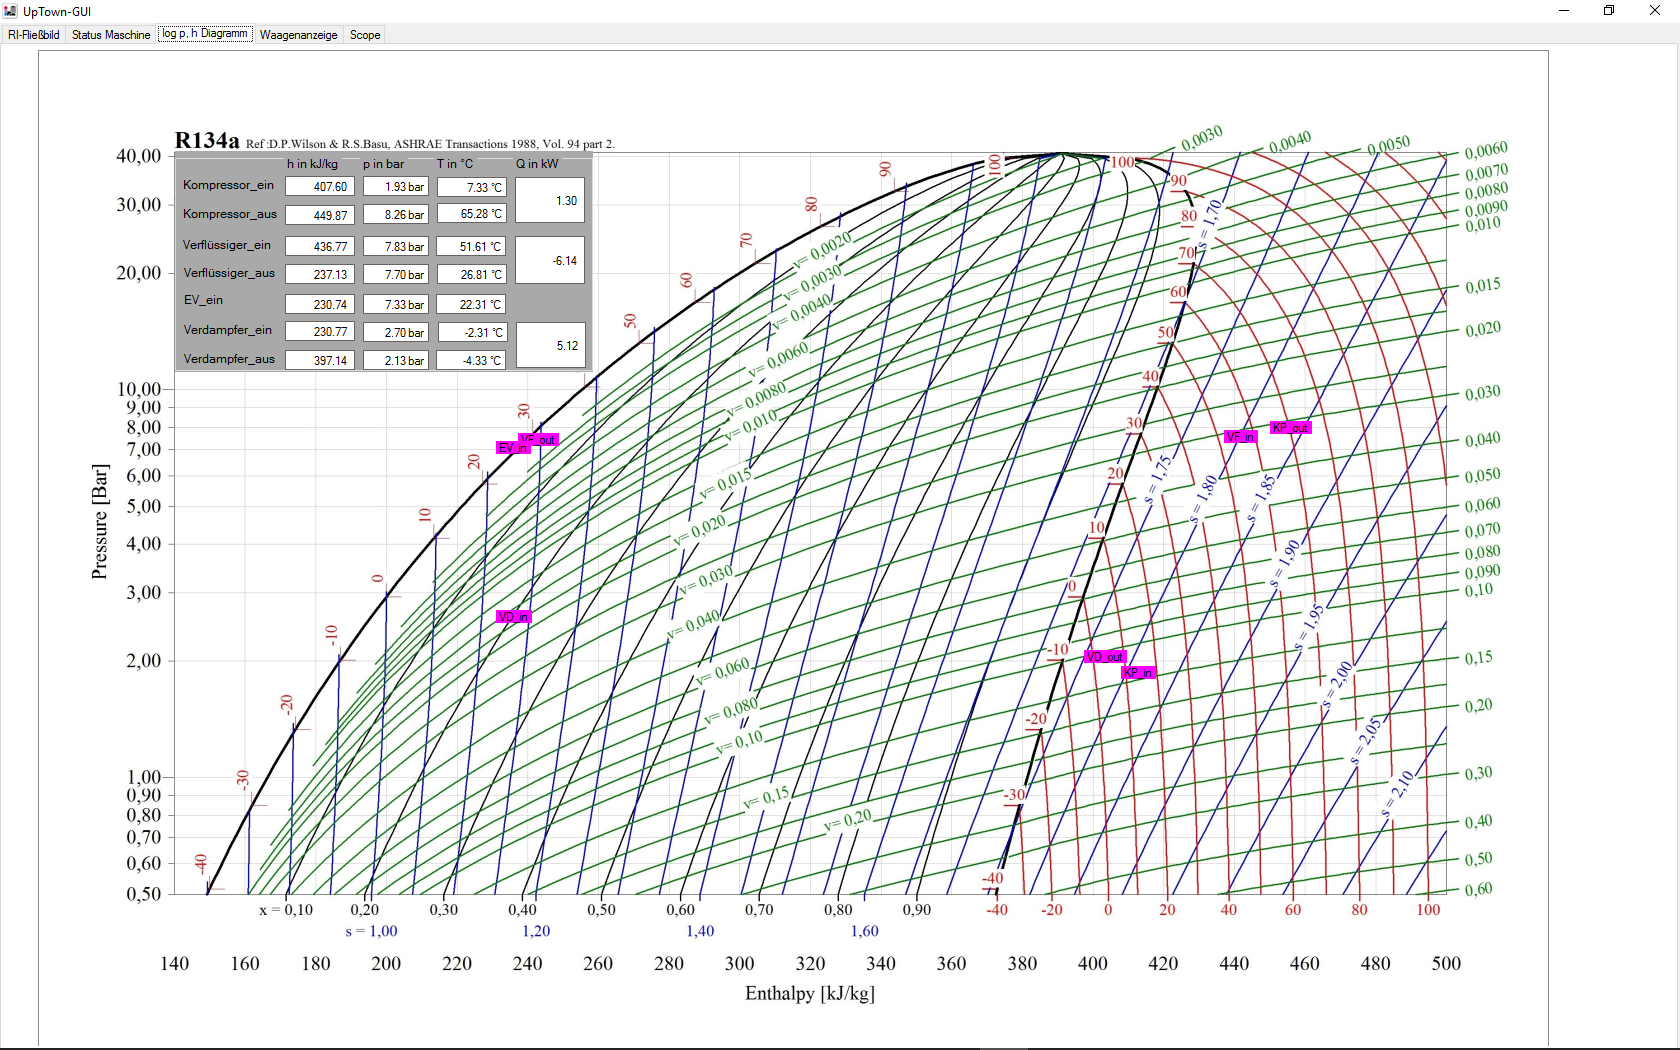 UpTown-GUI
RI-Fließbild Status Maschine log p, h Diagramm Waagenanzeige Scope
R134a Ref :D.P.Wilson & R.S.Basu, ASHRAE Transactions 1988, Vol. 94 part 2.
h in kJ/kg p in bar T in °C Q in kW
Kompressor_ein 407.60 1.93 bar 7.33 °C
1.30
Kompressor_aus 449.87 8.26 bar 65.28 °C
Verflüssiger_ein 436.77 7.83 bar 51.61 °C
-6.14
Verflüssiger_aus 237.13 7.70 bar 26.81 °C
EV_ein 230.74 7.33 bar 22.31 °C
Verdampfer_ein 230.77 2.70 bar -2.31 °C
5.12
Verdampfer_aus 397.14 2.13 bar -4.33 °C
Pressure [Bar]
40,00
30,00
20,00
10,00
9,00
8,00
7,00
6,00
5,00
4,00
3,00
2,00
1,00
0,90
0,80
0,70
0,60
0,50
-40
-30
-20
-10
0
10
20
30
50
60
70
80
90
100
100
90
80
70
60
50
40
30
20
10
0
-10
-20
-30
-40
v= 0,0020
v= 0,0030
v= 0,0040
v= 0,0060
v= 0,0080
v= 0,010
v= 0,015
v= 0,020
v= 0,030
v= 0,040
v= 0,060
v= 0,080
v= 0,10
v= 0,15
v= 0,20
s = 1,70
s = 1,75
s = 1,80
s = 1,85
s = 1,90
s = 1,95
s = 2,00
s = 2,05
s = 2,10
0,0030
0,0040
0,0050
0,0060
0,0070
0,0080
0,0090
0,010
0,015
0,020
0,030
0,040
0,050
0,060
0,070
0,080
0,090
0,10
0,15
0,20
0,30
0,40
0,50
0,60
VF_out
EV_in
VF_in
KP_out
VD_in
VD_out
KP_in
x = 0,10 0,20 0,30 0,40 0,50 0,60 0,70 0,80 0,90 -40 -20 0 20 40 60 80 100
s = 1,00 1,20 1,40 1,60
140 160 180 200 220 240 260 280 300 320 340 360 380 400 420 440 460 480 500
Enthalpy [kJ/kg]